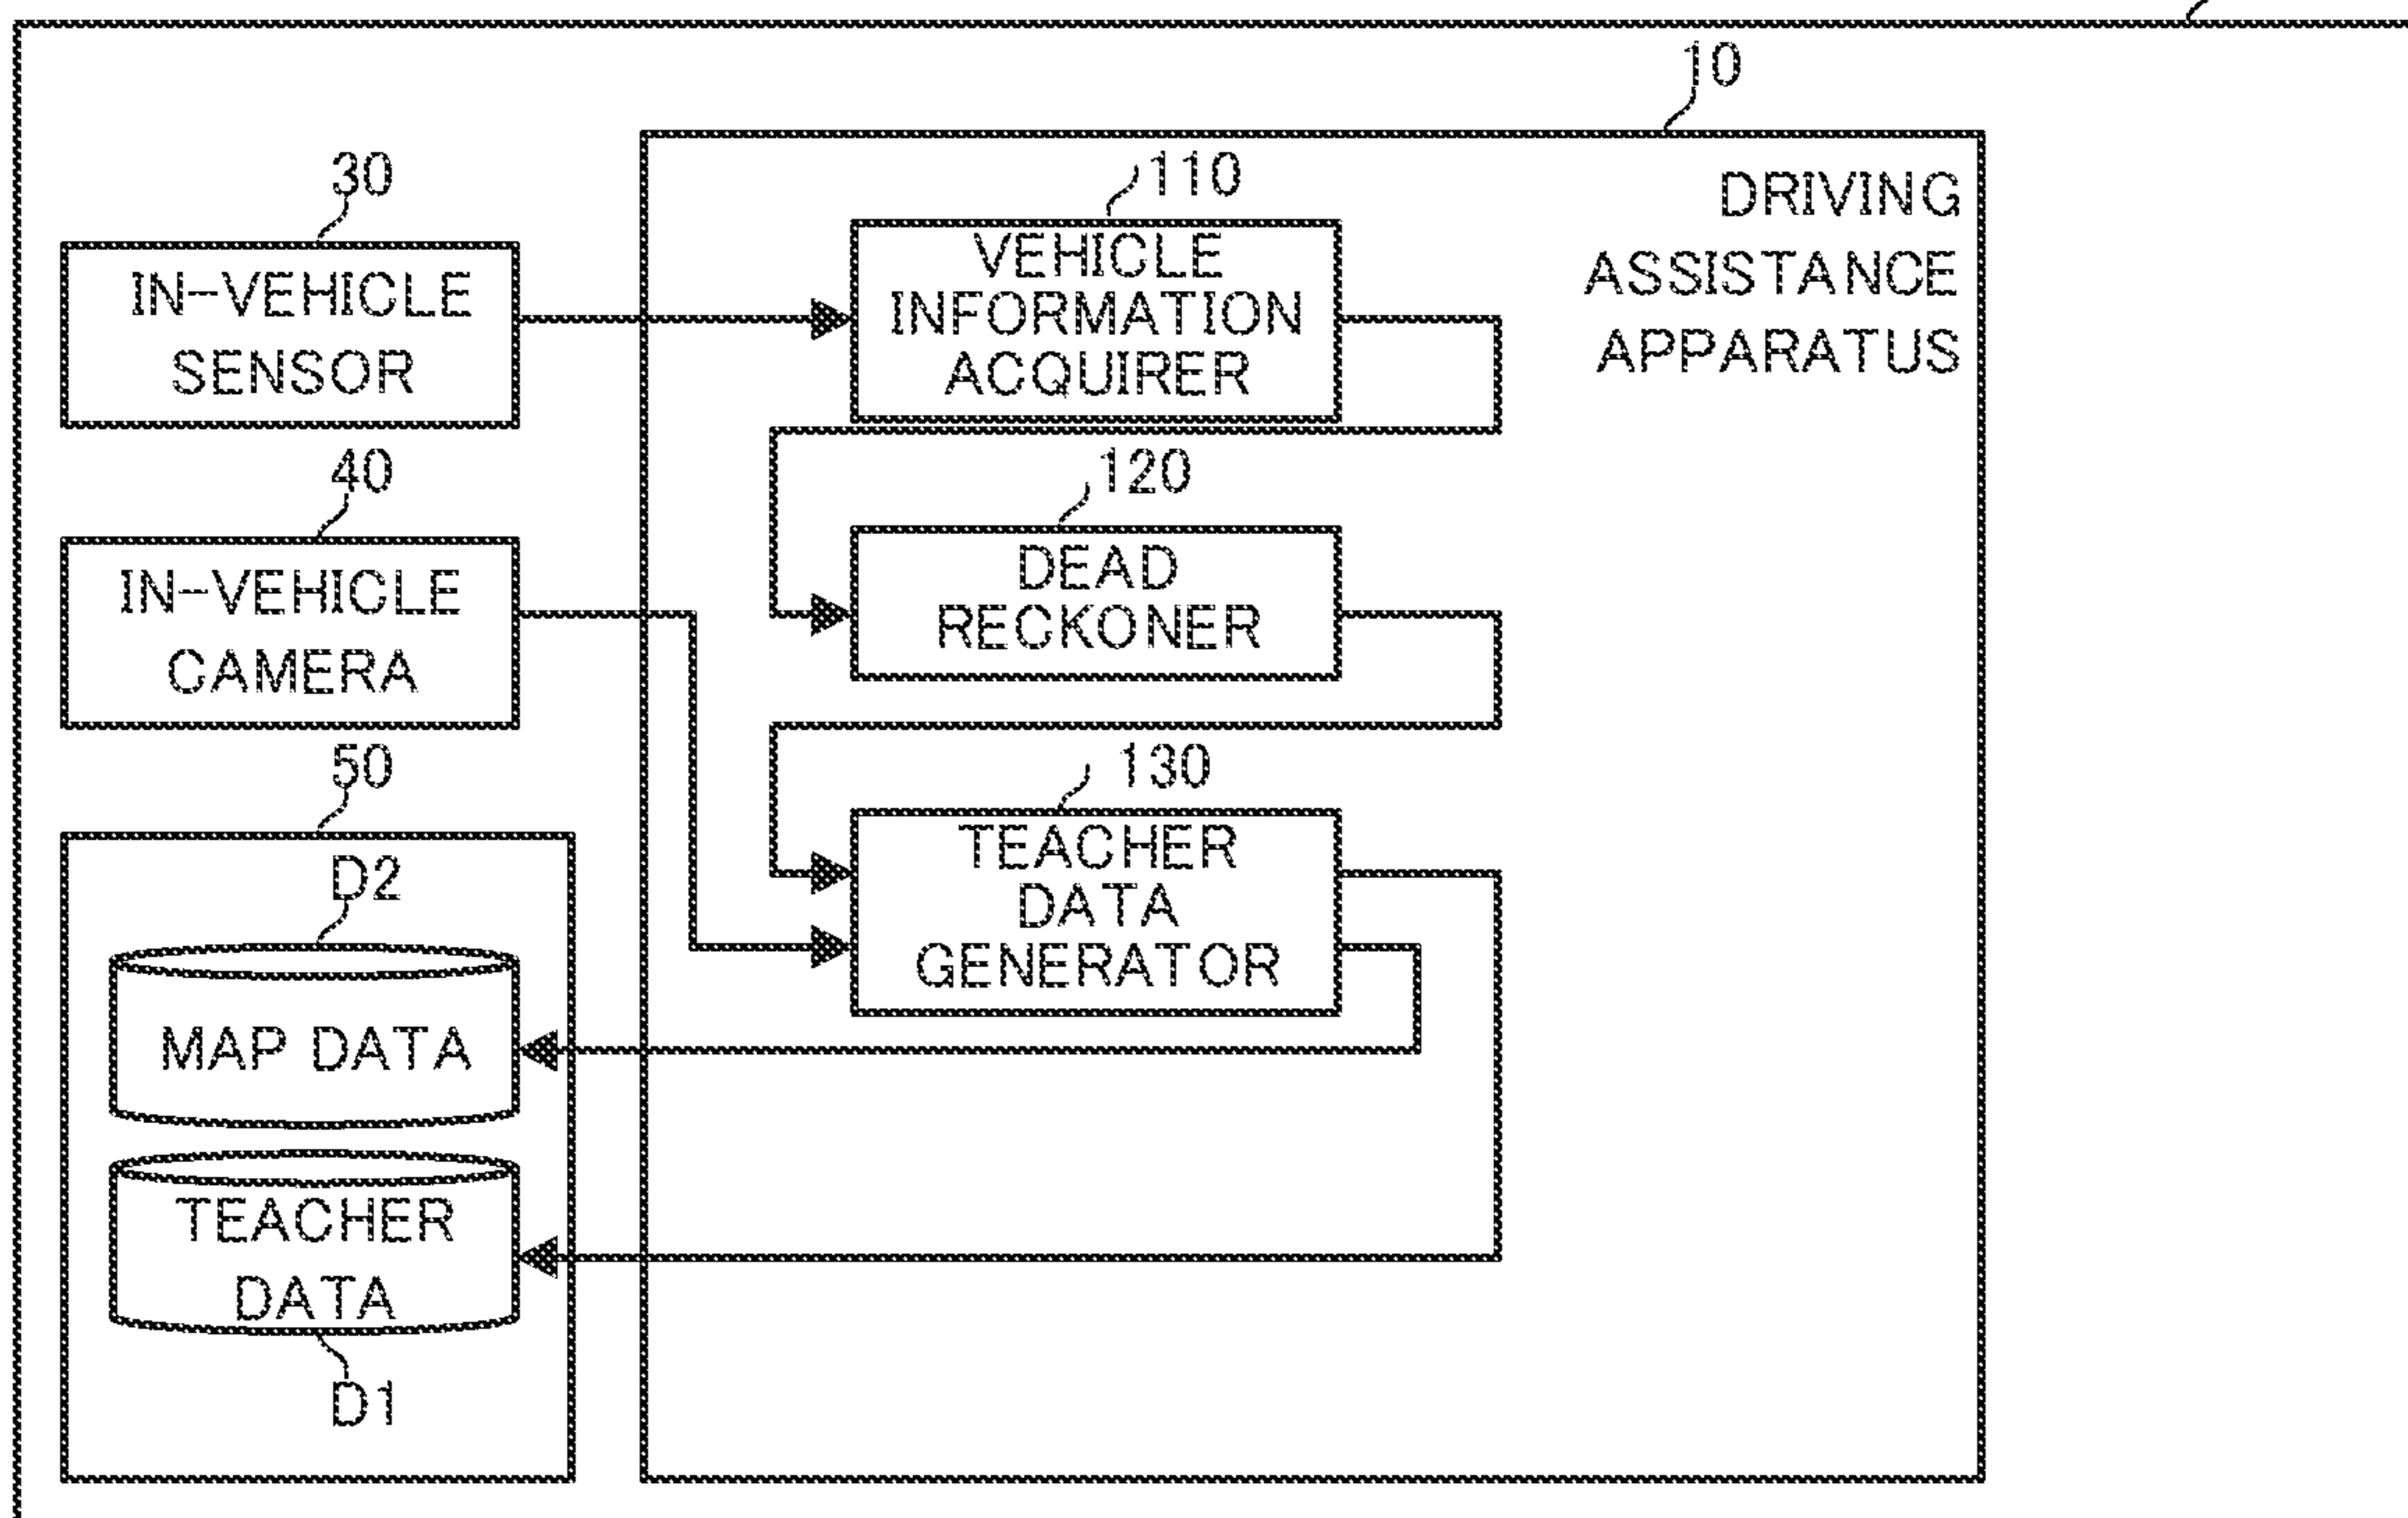 10
DRIVING
ASSISTANCE
APPARATUS
30
IN-VEHICLE
SENSOR
110
VEHICLE
INFORMATION
ACQUIRER
40
IN-VEHICLE
CAMERA
120
DEAD
RECKONER
50
130
TEACHER
DATA
GENERATOR
D2
MAP DATA
TEACHER
DATA
D1